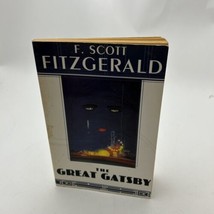 F. SCOTT
FITZGERALD
THE
GREAT GATSBY